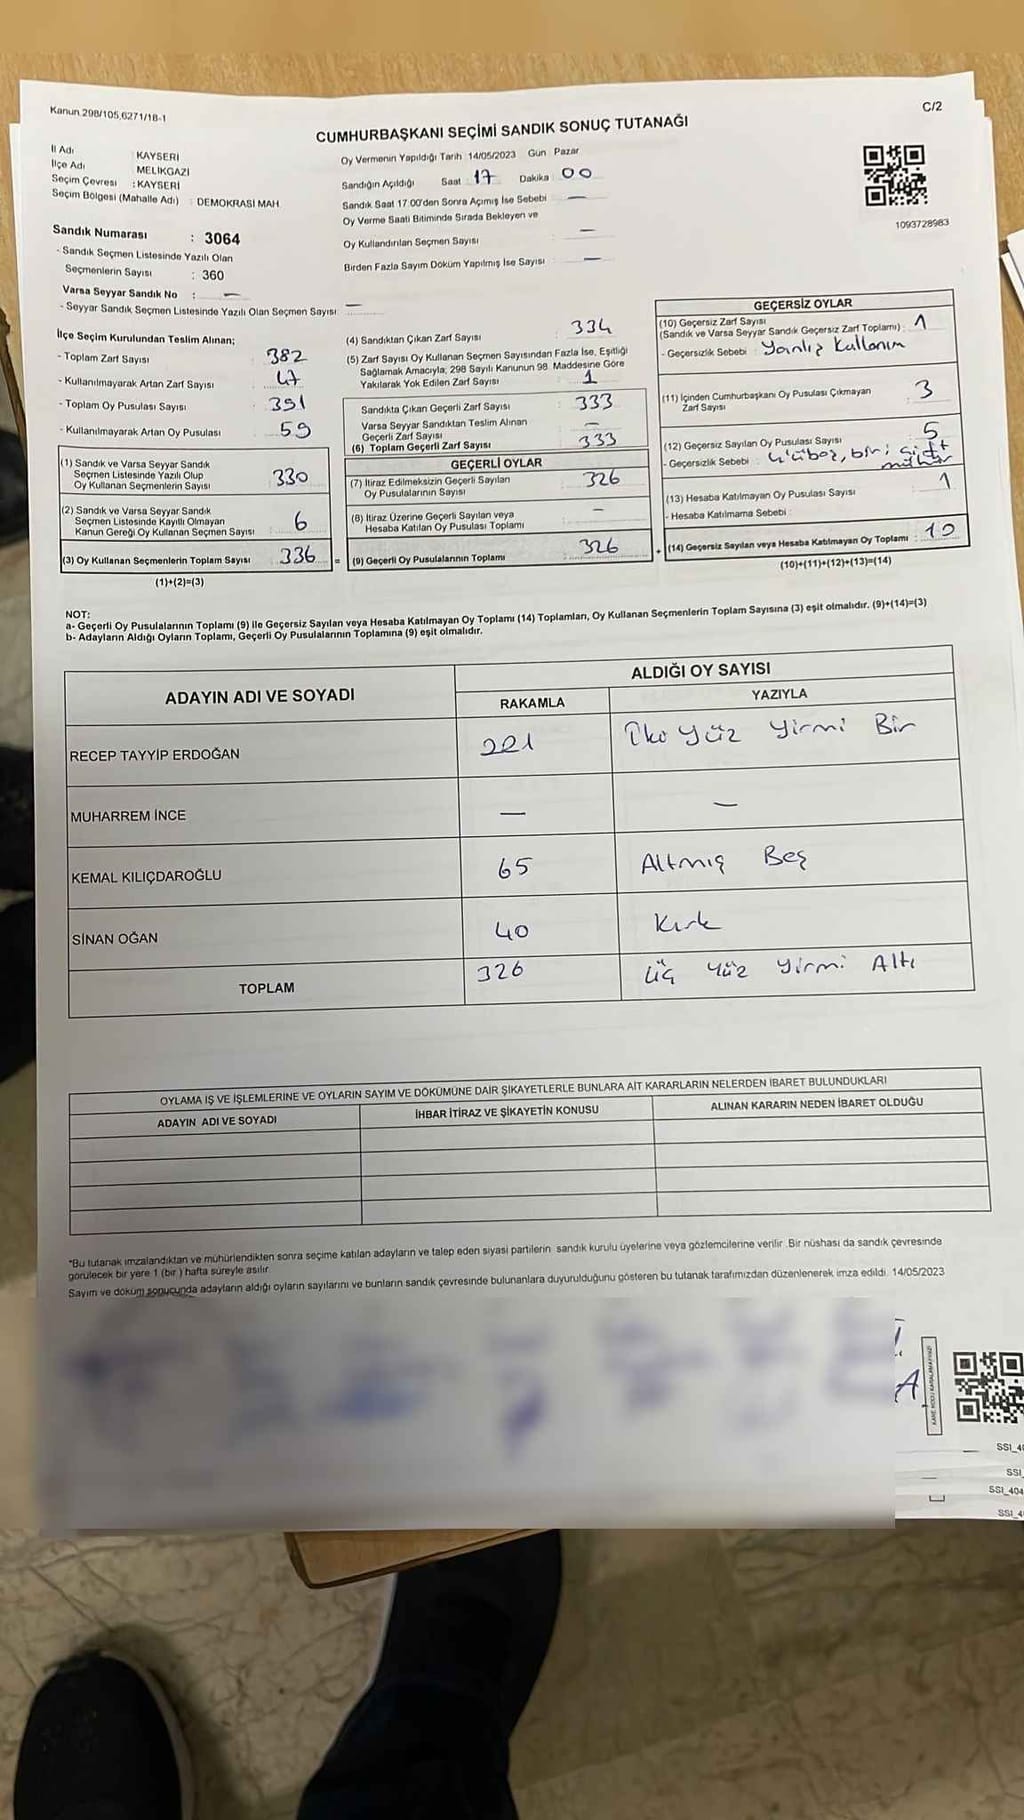 Kanun 298/105,6271/18-1
C/2
CUMHURBAŞKANI SEÇİMİ SANDIK SONUÇ TUTANAĞI
İl Adı KAYSERİ
İlçe Adı MELİKGAZİ
Seçim Çevresi : KAYSERİ
Seçim Bölgesi (Mahalle Adı) : DEMOKRASİ MAH.
Sandık Numarası : 3064
- Sandık Seçmen Listesinde Yazılı Olan
Seçmenlerin Sayısı : 360
Varsa Seyyar Sandık No : —
- Seyyar Sandık Seçmen Listesinde Yazılı Olan Seçmen Sayısı —
Oy Vermenin Yapıldığı Tarih 14/05/2023 Gün Pazar
Sandığın Açıldığı Saat : 17 Dakika : 00
Sandık Saat 17.00'den Sonra Açımış İse Sebebi : —
Oy Verme Saati Bitiminde Sırada Bekleyen ve
Oy Kullandırılan Seçmen Sayısı : —
Birden Fazla Sayım Döküm Yapılmış İse Sayısı : —
1093728983
İlçe Seçim Kurulundan Teslim Alınan;
- Toplam Zarf Sayısı : 382
- Kullanılmayarak Artan Zarf Sayısı : 47
- Toplam Oy Pusulası Sayısı : 391
- Kullanılmayarak Artan Oy Pusulası : 59
(1) Sandık ve Varsa Seyyar Sandık
Seçmen Listesinde Yazılı Olup
Oy Kullanan Seçmenlerin Sayısı : 330
(2) Sandık ve Varsa Seyyar Sandık
Seçmen Listesinde Kayıtlı Olmayan
Kanun Gereği Oy Kullanan Seçmen Sayısı : 6
(3) Oy Kullanan Seçmenlerin Toplam Sayısı : 336
(1)+(2)=(3)
(4) Sandıktan Çıkan Zarf Sayısı : 334
(5) Zarf Sayısı Oy Kullanan Seçmen Sayısından Fazla İse, Eşitliği
Sağlamak Amacıyla; 298 Sayılı Kanunun 98. Maddesine Göre
Yakılarak Yok Edilen Zarf Sayısı : 1
Sandıkta Çıkan Geçerli Zarf Sayısı : 333
Varsa Seyyar Sandıktan Teslim Alınan
Geçerli Zarf Sayısı : —
(6) Toplam Geçerli Zarf Sayısı : 333
GEÇERLİ OYLAR
(7) İtiraz Edilmeksizin Geçerli Sayılan
Oy Pusulalarının Sayısı : 326
(8) İtiraz Üzerine Geçerli Sayılan veya
Hesaba Katılan Oy Pusulası Toplamı : —
= (9) Geçerli Oy Pusulalarının Toplamı : 326
GEÇERSİZ OYLAR
(10) Geçersiz Zarf Sayısı
(Sandık ve Varsa Seyyar Sandık Geçersiz Zarf Toplamı) : 1
- Geçersizlik Sebebi : Yanlış Kullanım
(11) İçinden Cumhurbaşkanı Oy Pusulası Çıkmayan
Zarf Sayısı : 3
(12) Geçersiz Sayılan Oy Pusulası Sayısı : 5
- Geçersizlik Sebebi : boş, biri çift
mühür
(13) Hesaba Katılmayan Oy Pusulası Sayısı : 1
- Hesaba Katılmama Sebebi :
+ (14) Geçersiz Sayılan veya Hesaba Katılmayan Oy Toplamı : 10
(10)+(11)+(12)+(13)=(14)
NOT:
a- Geçerli Oy Pusulalarının Toplamı (9) ile Geçersiz Sayılan veya Hesaba Katılmayan Oy Toplamı (14) Toplamları, Oy Kullanan Seçmenlerin Toplam Sayısına (3) eşit olmalıdır. (9)+(14)=(3)
b- Adayların Aldığı Oyların Toplamı, Geçerli Oy Pusulalarının Toplamına (9) eşit olmalıdır.
ADAYIN ADI VE SOYADI ALDIĞI OY SAYISI
RAKAMLA YAZIYLA
RECEP TAYYİP ERDOĞAN 221 İki yüz yirmi Bir
MUHARREM İNCE — —
KEMAL KILIÇDAROĞLU 65 Altmış Beş
SİNAN OĞAN 40 Kırk
TOPLAM 326 Üç Yüz Yirmi Altı
OYLAMA İŞ VE İŞLEMLERİNE VE OYLARIN SAYIM VE DÖKÜMÜNE DAİR ŞİKAYETLERLE BUNLARA AİT KARARLARIN NELERDEN İBARET BULUNDUKLARI
ADAYIN ADI VE SOYADI İHBAR İTİRAZ VE ŞİKAYETİN KONUSU ALINAN KARARIN NEDEN İBARET OLDUĞU
*Bu tutanak imzalandıktan ve mühürlendikten sonra seçime katılan adayların ve talep eden siyasi partilerin sandık kurulu üyelerine veya gözlemcilerine verilir. Bir nüshası da sandık çevresinde
görülecek bir yere 1 (bir) hafta süreyle asılır.
Sayım ve döküm sonucunda adayların aldığı oyların sayılarını ve bunların sandık çevresinde bulunanlara duyurulduğunu gösteren bu tutanak tarafımızdan düzenlenerek imza edildi. 14/05/2023
A
SSI_4
SSI_
SSI_404
SSI_4